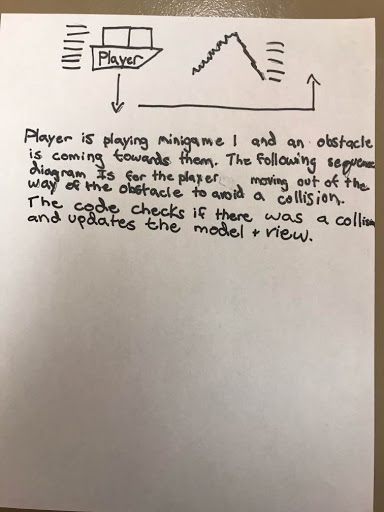 Player
Player is playing minigame 1 and an obstacle
is coming towards them. The following sequence
diagram is for the player moving out of the
way of the obstacle to avoid a collision.
The code checks if there was a collision
and updates the model + view.